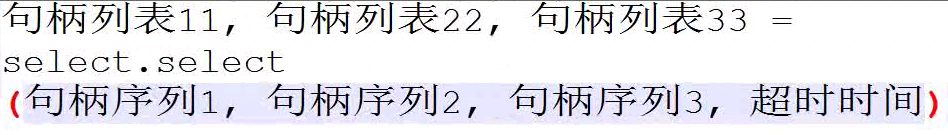 句柄列表11, 句柄列表22, 句柄列表33 =
select.select
(句柄序列1, 句柄序列2, 句柄序列3, 超时时间)